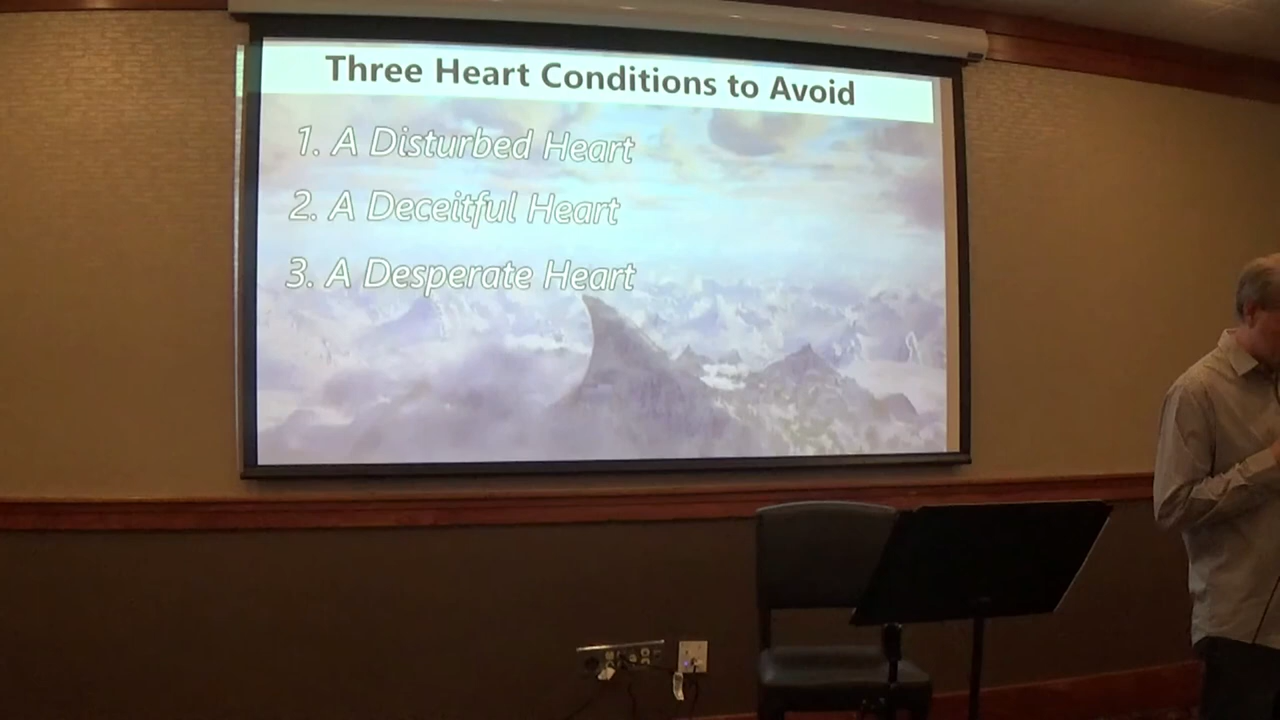 Three Heart Conditions to Avoid
1. A Disturbed Heart
2. A Deceitful Heart
3. A Desperate Heart